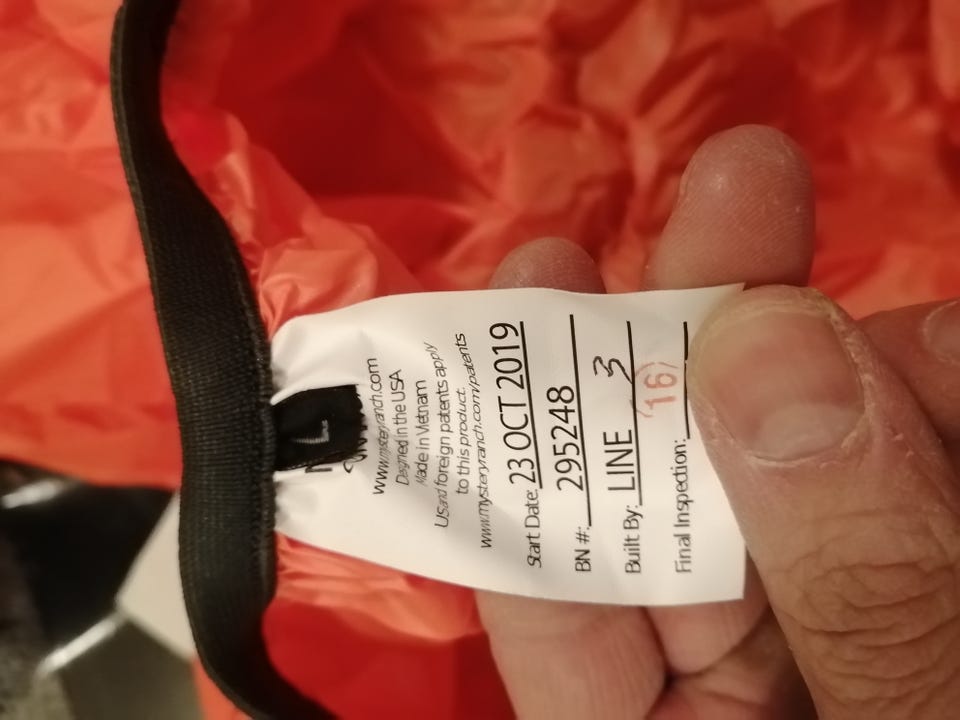 L
www.mysteryranch.com
Designed in the USA
Made in Vietnam
US and foreign patents apply
to this product.
www.mysteryranch.com/patents
Start Date: 23 OCT 2019
BN #: 295248
Built By: LINE 3
Final Inspection: (16)